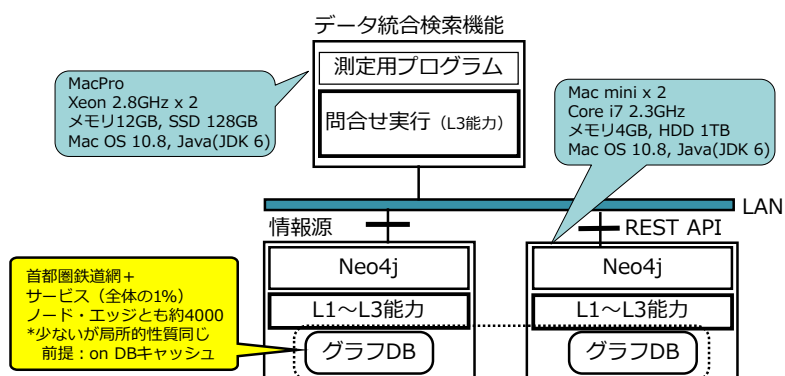 データ統合検索機能
測定用プログラム
問合せ実行（L3能力）
MacPro
Xeon 2.8GHz x 2
メモリ12GB, SSD 128GB
Mac OS 10.8, Java(JDK 6)
Mac mini x 2
Core i7 2.3GHz
メモリ4GB, HDD 1TB
Mac OS 10.8, Java(JDK 6)
LAN
情報源
REST API
Neo4j
Neo4j
L1～L3能力
L1～L3能力
グラフDB
グラフDB
首都圏鉄道網＋
サービス（全体の1%）
ノード・エッジとも約4000
*少ないが局所的性質同じ
前提：on DBキャッシュ